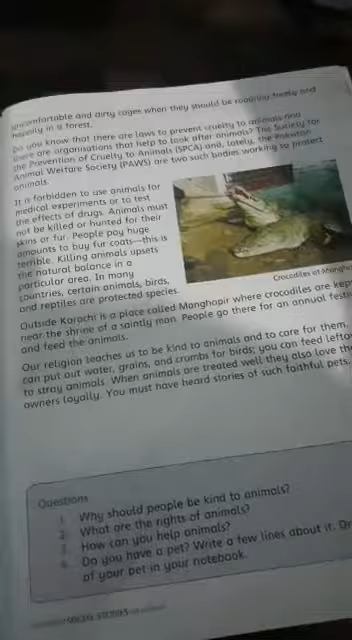 uncomfortable and dirty cages when they should be roaming freely and
happily in a forest.
Do you know that there are laws to prevent cruelty to animals and
there are organisations that help to look after animals? The Society for
the Prevention of Cruelty to Animals (SPCA) and, lately, the Pakistan
Animal Welfare Society (PAWS) are two such bodies working to protect
animals.
It is forbidden to use animals for
medical experiments or to test
the effects of drugs. Animals must
not be killed or hunted for their
skins or fur. People pay huge
amounts to buy fur coats—this is
terrible. Killing animals upsets
the natural balance in a
particular area. In many
countries, certain animals, birds,
and reptiles are protected species.
Crocodiles at Mangho
Outside Karachi is a place called Manghopir where crocodiles are kep
near the shrine of a saintly man. People go there for an annual festi
and feed the animals.
Our religion teaches us to be kind to animals and to care for them.
can put out water, grains, and crumbs for birds; you can feed lefto
to stray animals. When animals are treated well they also love the
owners loyally. You must have heard stories of such faithful pets.
Questions
1. Why should people be kind to animals?
2. What are the rights of animals?
3. How can you help animals?
4. Do you have a pet? Write a few lines about it. Dr
of your pet in your notebook.